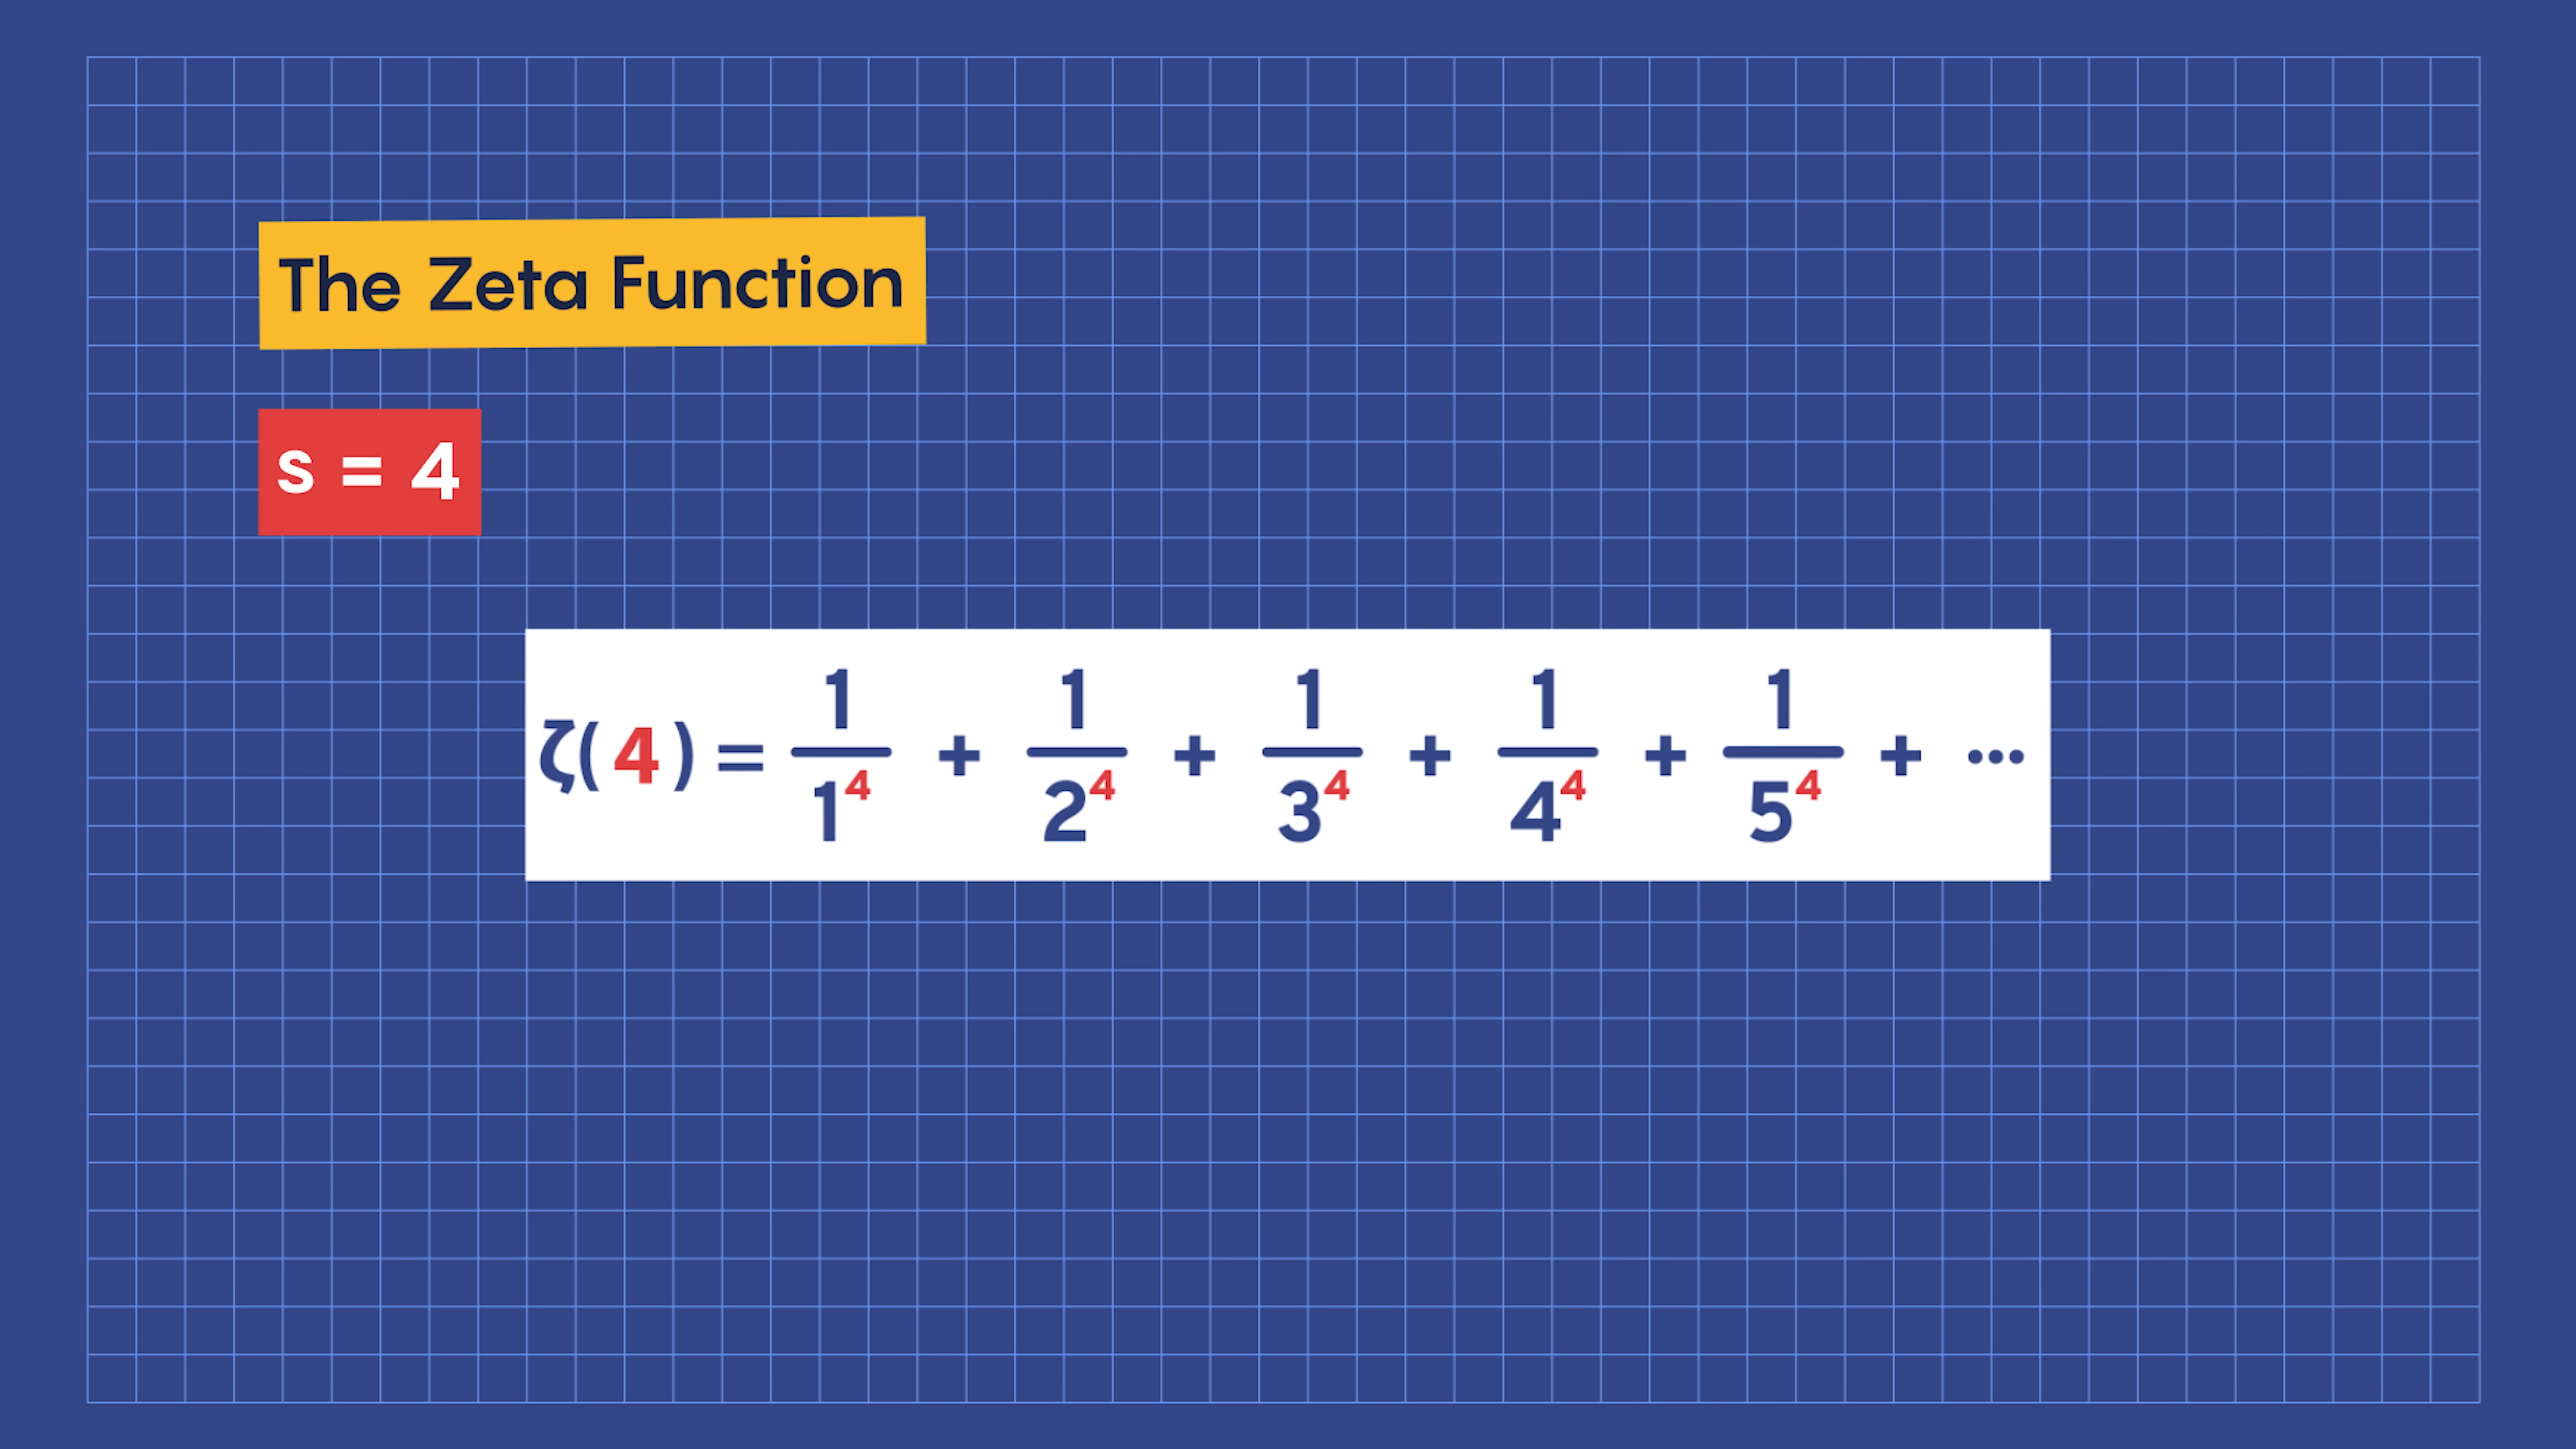 The Zeta Function
s = 4
ζ(4) = 1/1⁴ + 1/2⁴ + 1/3⁴ + 1/4⁴ + 1/5⁴ + ···